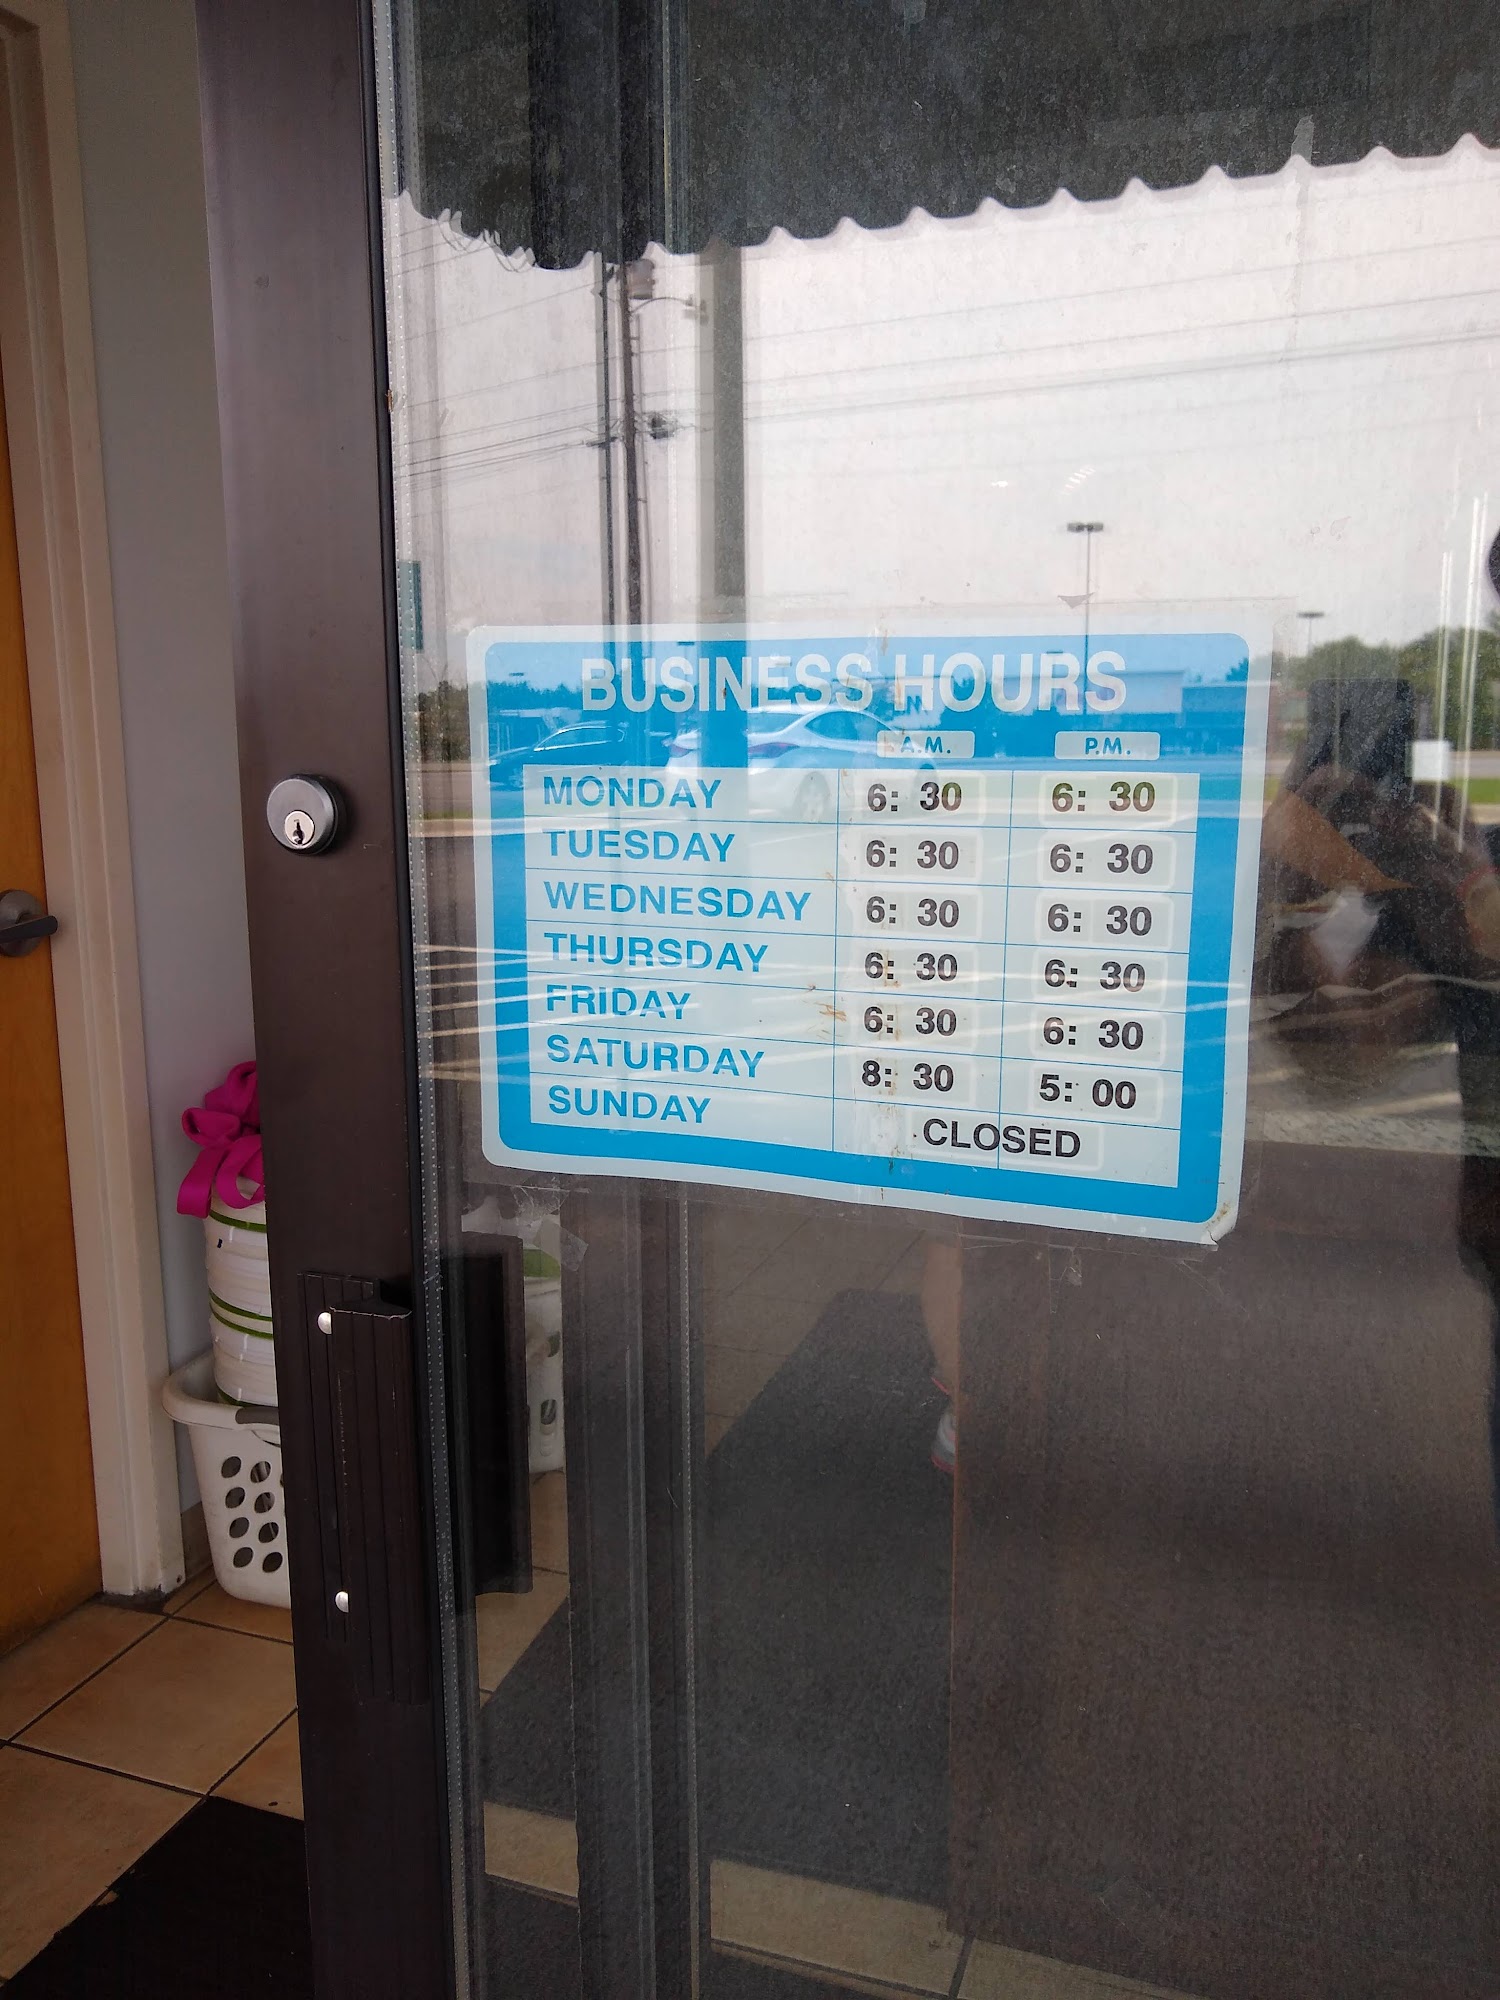 BUSINESS HOURS
A.M. P.M.
MONDAY 6: 30 6: 30
TUESDAY 6: 30 6: 30
WEDNESDAY 6: 30 6: 30
THURSDAY 6: 30 6: 30
FRIDAY 6: 30 6: 30
SATURDAY 8: 30 5: 00
SUNDAY CLOSED